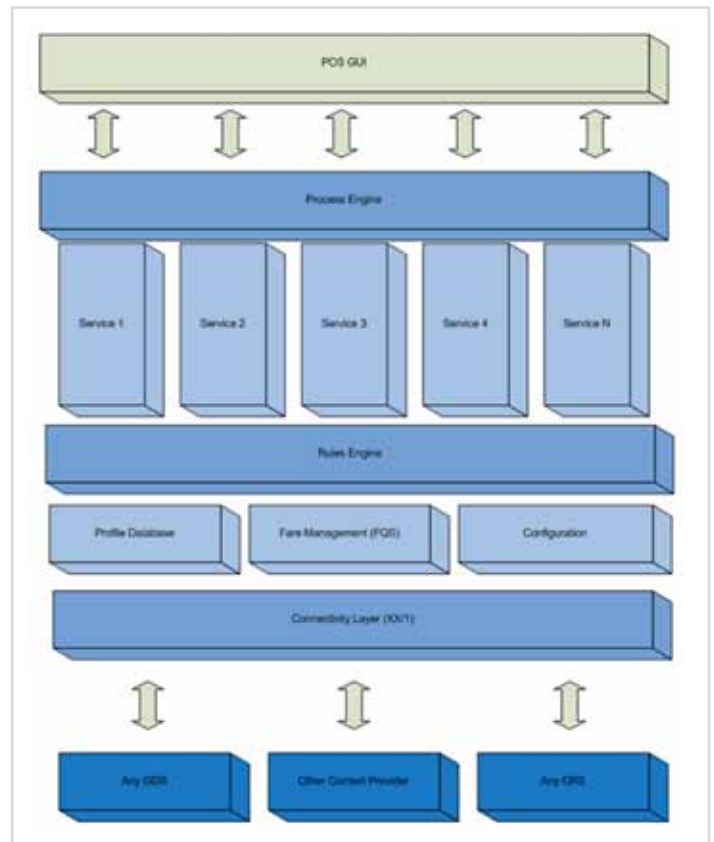 POS GUI
Process Engine
Service 1
Service 2
Service 3
Service 4
Service N
Rules Engine
Profile Database
Fare Management (FQS)
Configuration
Connectivity Layer
Any GDS
Other Content Provider
Any CRS